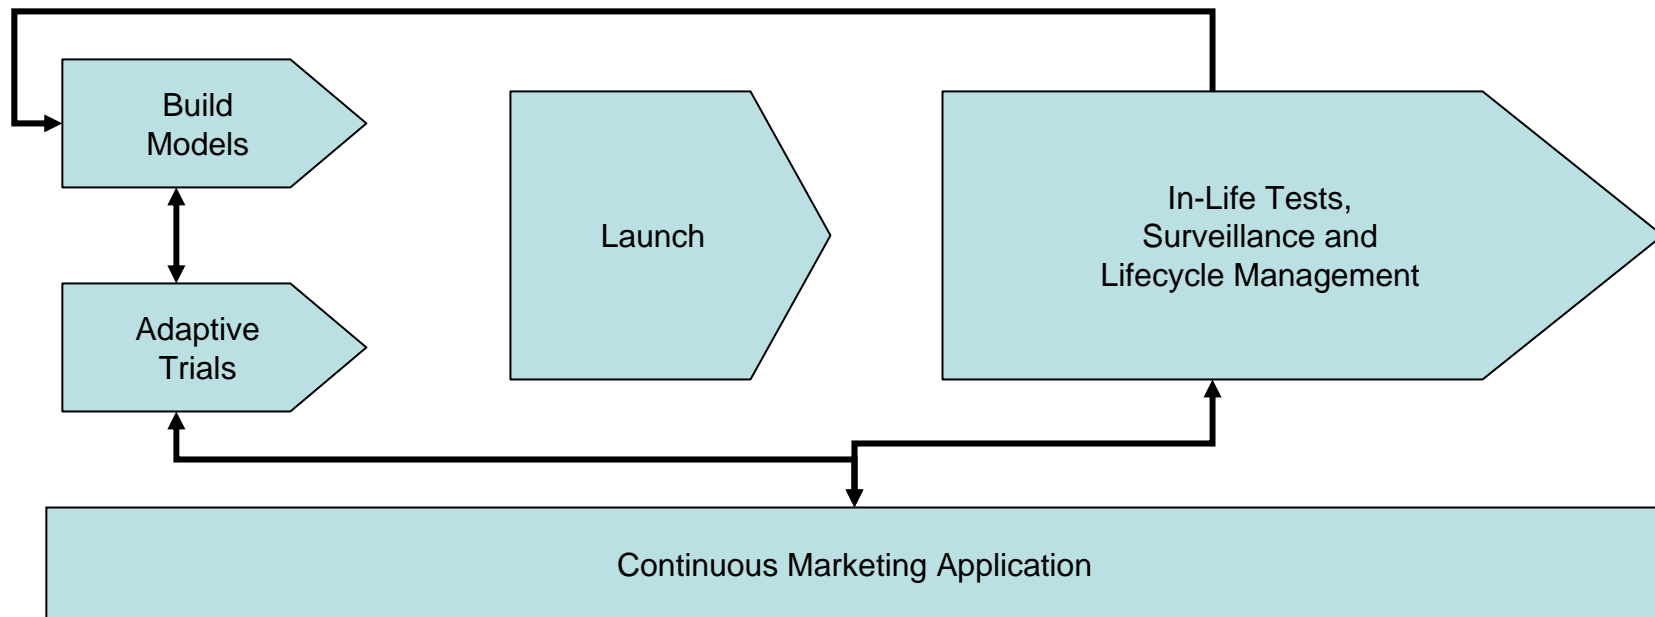 Build
Models
Launch
In-Life Tests,
Surveillance and
Lifecycle Management
Adaptive
Trials
Continuous Marketing Application